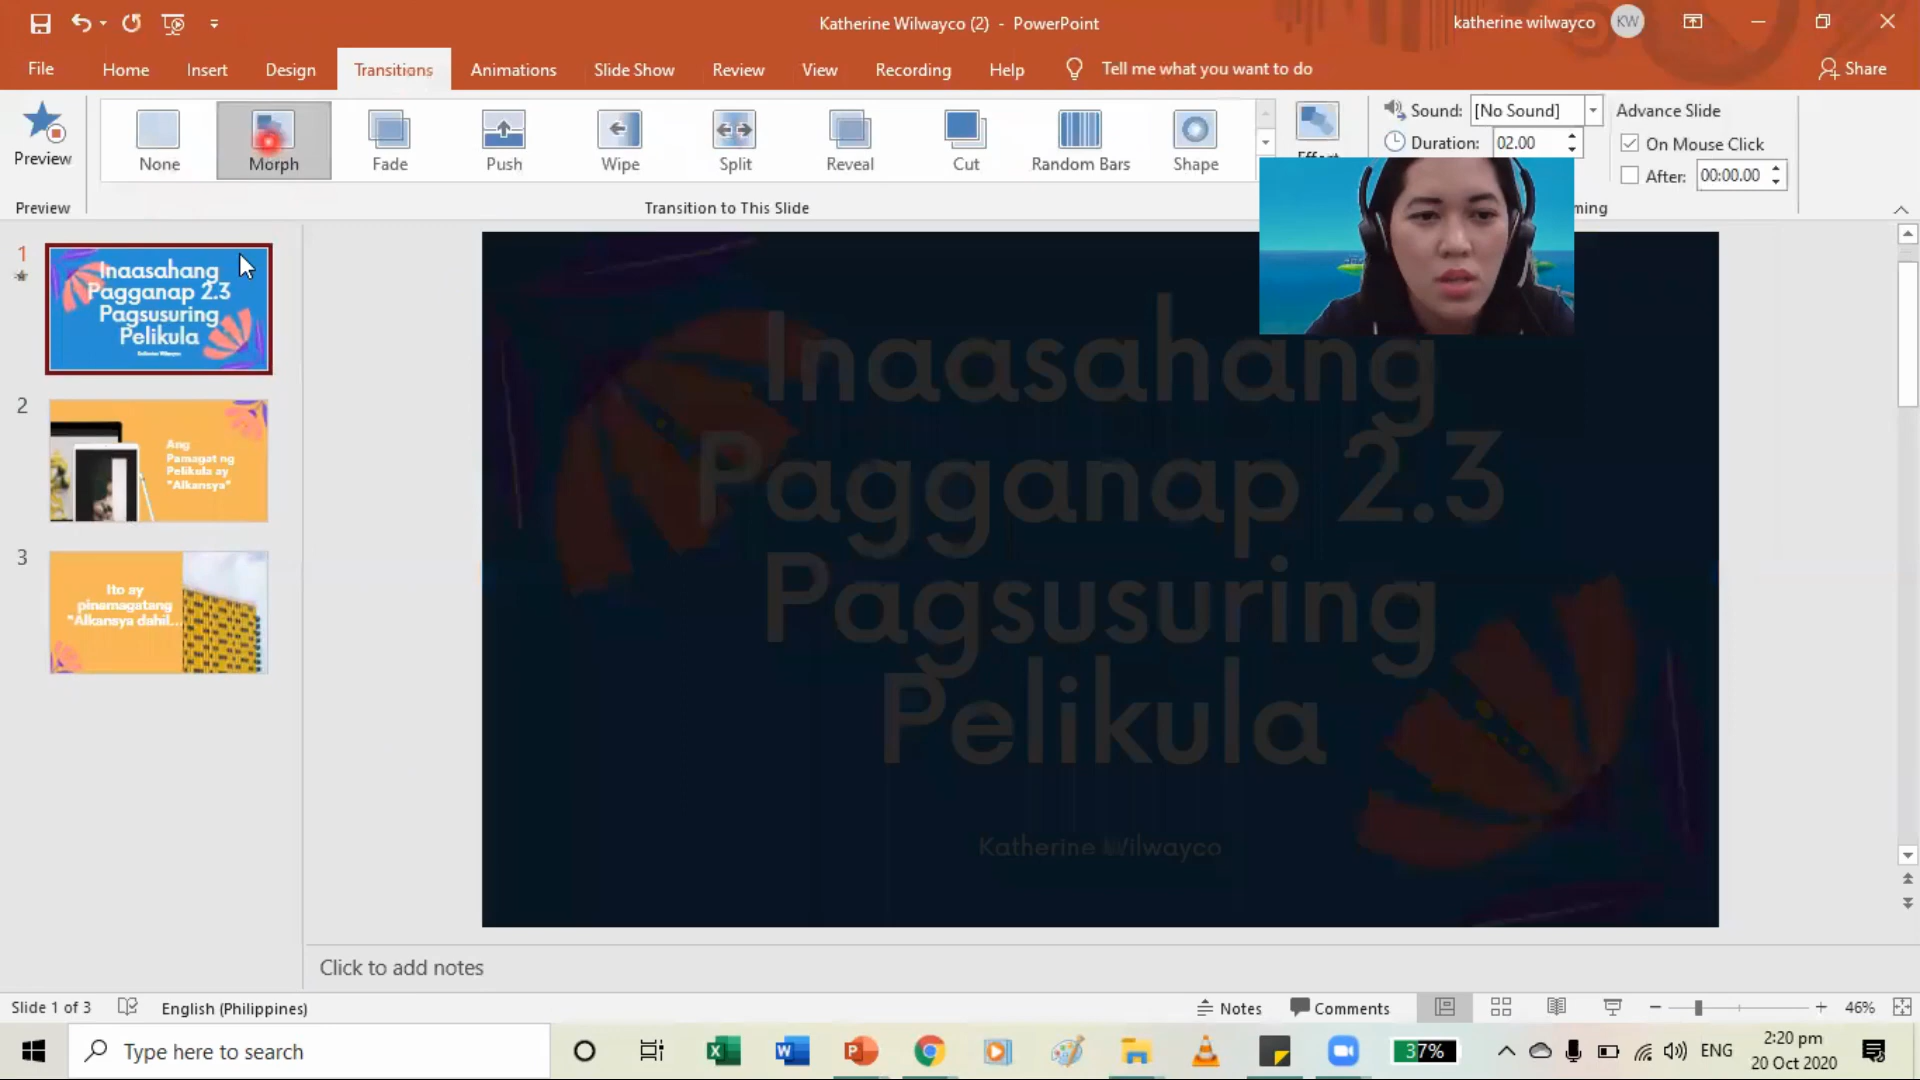 Katherine Wilwayco (2) - PowerPoint
katherine wilwayco
KW
File
Home
Insert
Design
Transitions
Animations
Slide Show
Review
View
Recording
Help
Tell me what you want to do
Share
Preview
None
Morph
Fade
Push
Wipe
Split
Reveal
Cut
Random Bars
Shape
Sound: [No Sound]
Duration: 02.00
Advance Slide
On Mouse Click
After: 00:00.00
Preview
Transition to This Slide
1
Inaasahang
Pagganap 2.3
Pagsusuring
Pelikula
Katherine Wilwayco
2
Ang
Pamagat ng
Pelikula ay
"Alkansya"
3
Ito ay
pinamagatang
"Alkansya dahil...
Inaasahang
Pagganap 2.3
Pagsusuring
Pelikula
Katherine Wilwayco
Click to add notes
Slide 1 of 3
English (Philippines)
Notes
Comments
46%
Type here to search
37%
ENG
2:20 pm
20 Oct 2020